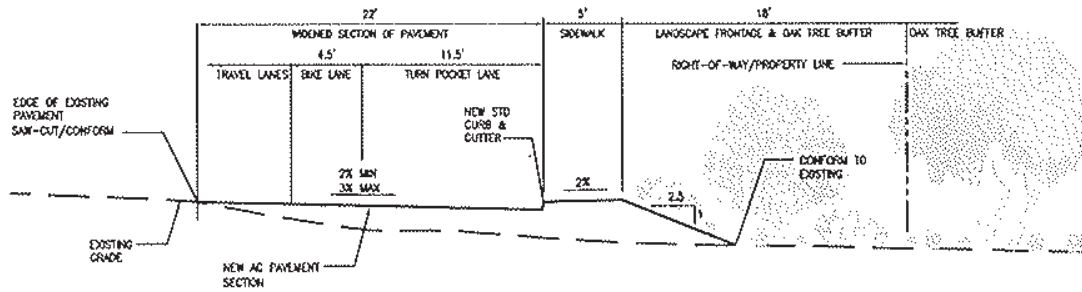 22' 5' 18'
WIDENED SECTION OF PAVEMENT SIDEWALK LANDSCAPE FRONTAGE & OAK TREE BUFFER OAK TREE BUFFER
4.5' 11.5'
TRAVEL LANES BIKE LANE TURN POCKET LANE
RIGHT-OF-WAY/PROPERTY LINE
EDGE OF EXISTING
PAVEMENT
SAW-CUT/CONFORM
NEW STD
CURB &
GUTTER
2% MIN
3% MAX
2%
2.5
1
CONFORM TO
EXISTING
EXISTING
GRADE
NEW AC PAVEMENT
SECTION